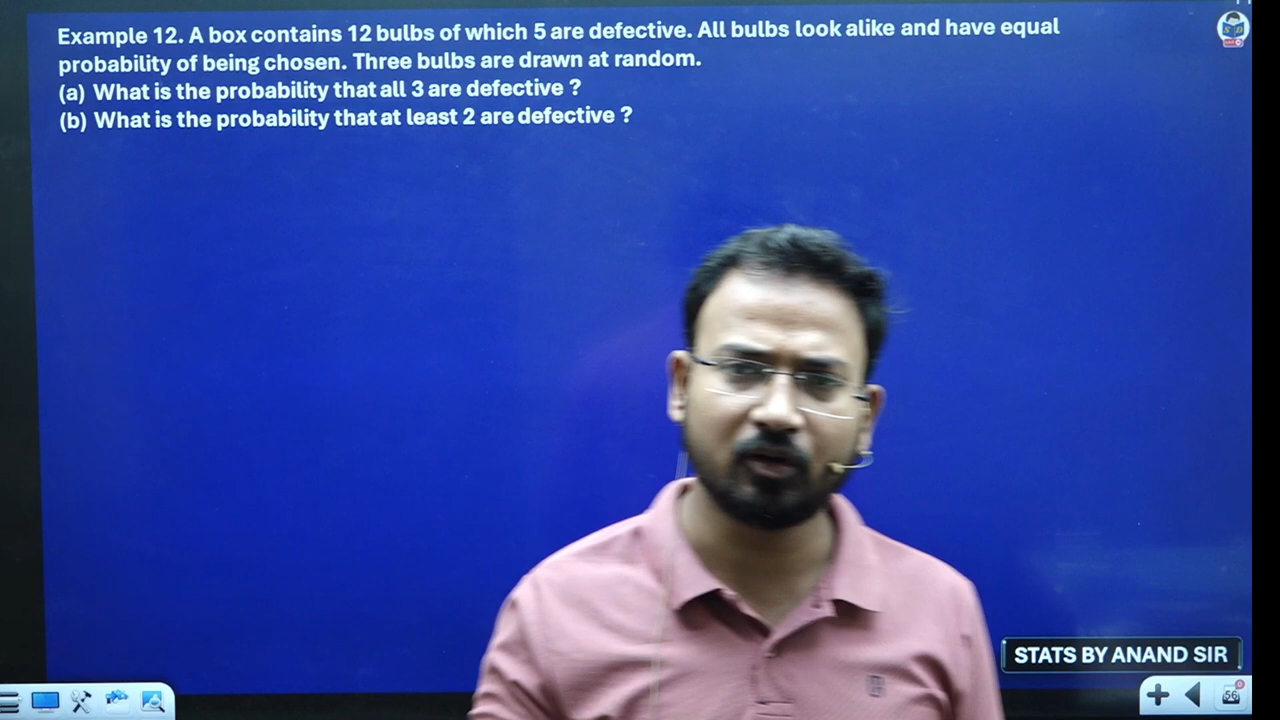 Example 12. A box contains 12 bulbs of which 5 are defective. All bulbs look alike and have equal
probability of being chosen. Three bulbs are drawn at random.
(a) What is the probability that all 3 are defective ?
(b) What is the probability that at least 2 are defective ?
STATS BY ANAND SIR
56